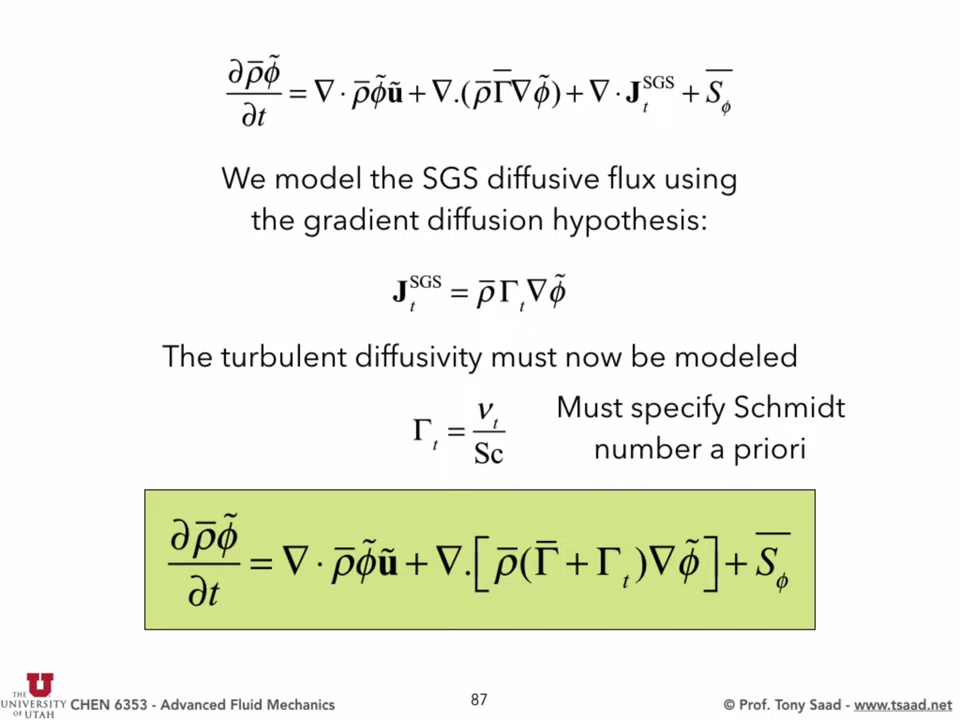 ∂ρ̄φ̃/∂t = ∇ · ρ̄φ̃ũ + ∇.(ρ̄Γ̄∇φ̃) + ∇ · J_t^SGS + S̄_φ
We model the SGS diffusive flux using
the gradient diffusion hypothesis:
J_t^SGS = ρ̄ Γ_t ∇φ̃
The turbulent diffusivity must now be modeled
Γ_t = ν_t/Sc
Must specify Schmidt
number a priori
∂ρ̄φ̃/∂t = ∇ · ρ̄φ̃ũ + ∇.[ρ̄(Γ̄ + Γ_t)∇φ̃] + S̄_φ
THE
UNIVERSITY
OF UTAH
CHEN 6353 - Advanced Fluid Mechanics
87
© Prof. Tony Saad - www.tsaad.net